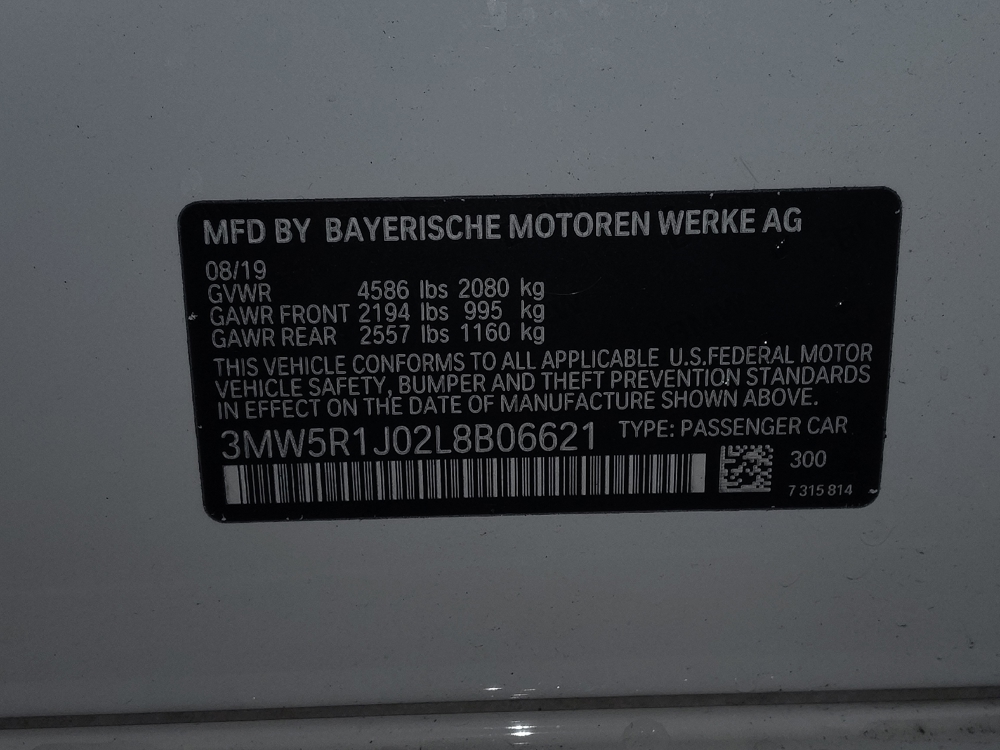 MFD BY BAYERISCHE MOTOREN WERKE AG
08/19
GVWR 4586 lbs 2080 kg
GAWR FRONT 2194 lbs 995 kg
GAWR REAR 2557 lbs 1160 kg
THIS VEHICLE CONFORMS TO ALL APPLICABLE U.S.FEDERAL MOTOR
VEHICLE SAFETY, BUMPER AND THEFT PREVENTION STANDARDS
IN EFFECT ON THE DATE OF MANUFACTURE SHOWN ABOVE.
3MW5R1J02L8B06621 TYPE: PASSENGER CAR
300
7 315 814